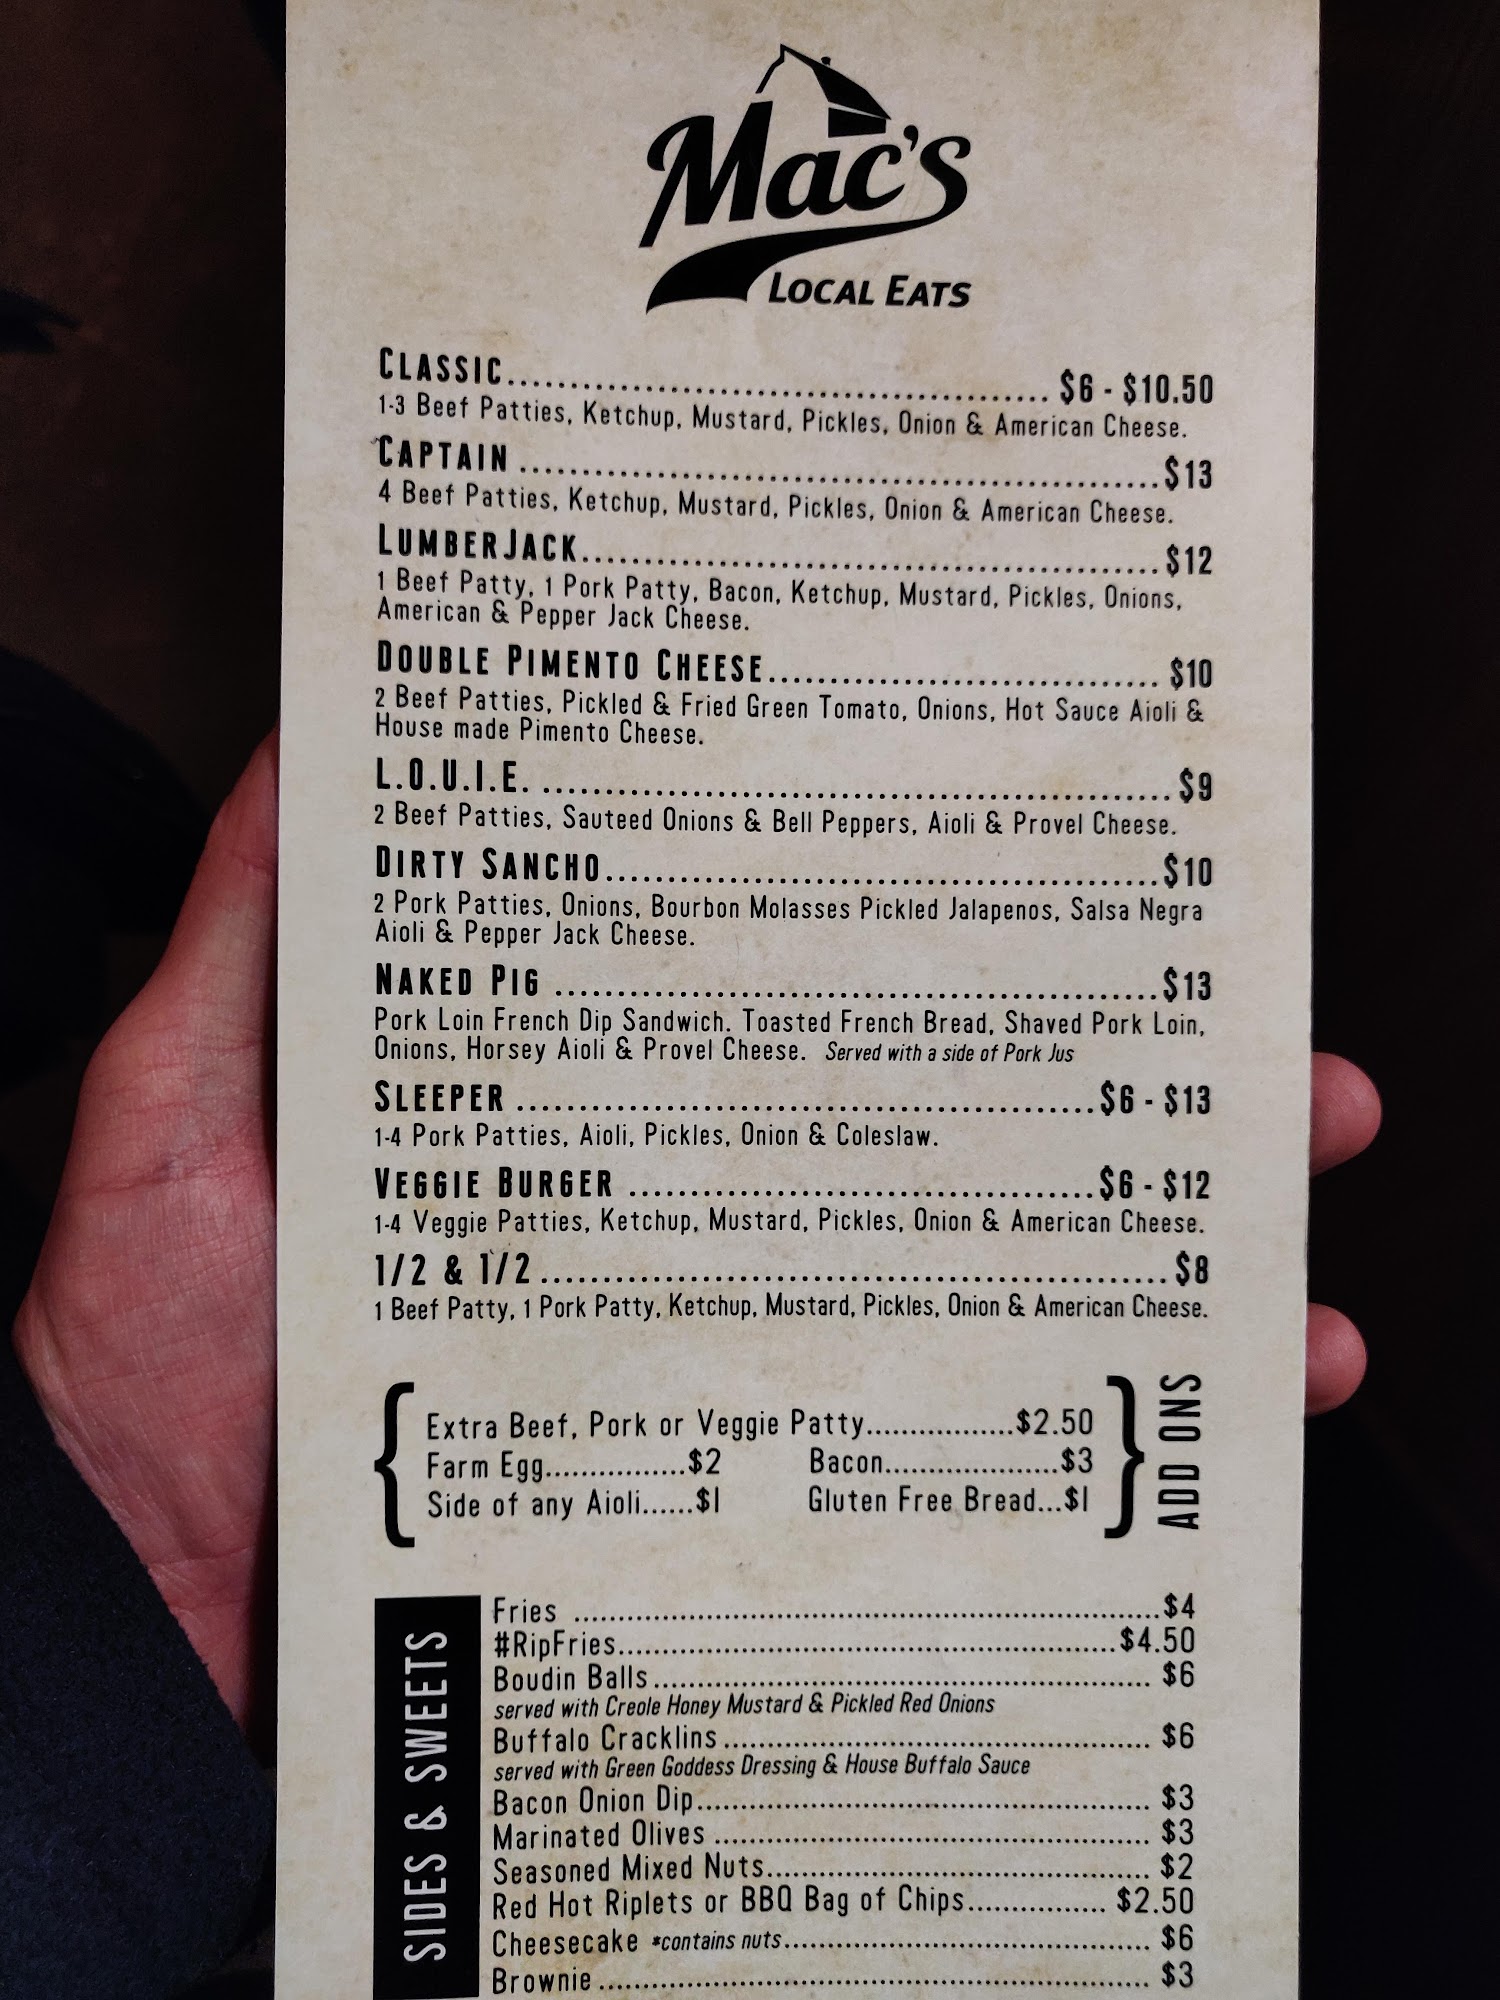 Mac's
LOCAL EATS
CLASSIC........................................... $6 - $10.50
1-3 Beef Patties, Ketchup, Mustard, Pickles, Onion & American Cheese.
CAPTAIN ...................................................$13
4 Beef Patties, Ketchup, Mustard, Pickles, Onion & American Cheese.
LUMBERJACK..............................................$12
1 Beef Patty, 1 Pork Patty, Bacon, Ketchup, Mustard, Pickles, Onions,
American & Pepper Jack Cheese.
DOUBLE PIMENTO CHEESE............................... $10
2 Beef Patties, Pickled & Fried Green Tomato, Onions, Hot Sauce Aioli &
House made Pimento Cheese.
L.O.U.I.E. ..................................................$9
2 Beef Patties, Sauteed Onions & Bell Peppers, Aioli & Provel Cheese.
DIRTY SANCHO............................................$10
2 Pork Patties, Onions, Bourbon Molasses Pickled Jalapenos, Salsa Negra
Aioli & Pepper Jack Cheese.
NAKED PIG ................................................$13
Pork Loin French Dip Sandwich. Toasted French Bread, Shaved Pork Loin,
Onions, Horsey Aioli & Provel Cheese. Served with a side of Pork Jus
SLEEPER ..............................................$6 - $13
1-4 Pork Patties, Aioli, Pickles, Onion & Coleslaw.
VEGGIE BURGER .....................................$6 - $12
1-4 Veggie Patties, Ketchup, Mustard, Pickles, Onion & American Cheese.
1/2 & 1/2.................................................. $8
1 Beef Patty, 1 Pork Patty, Ketchup, Mustard, Pickles, Onion & American Cheese.
ADD ONS
Extra Beef, Pork or Veggie Patty.................$2.50
Farm Egg................$2 Bacon......................$3
Side of any Aioli......$1 Gluten Free Bread...$1
SIDES & SWEETS
Fries ..................................................................$4
#RipFries.........................................................$4.50
Boudin Balls......................................................... $6
served with Creole Honey Mustard & Pickled Red Onions
Buffalo Cracklins ................................................. $6
served with Green Goddess Dressing & House Buffalo Sauce
Bacon Onion Dip.................................................... $3
Marinated Olives .................................................. $3
Seasoned Mixed Nuts............................................ $2
Red Hot Riplets or BBQ Bag of Chips................ $2.50
Cheesecake *contains nuts.......................................... $6
Brownie............................................................... $3